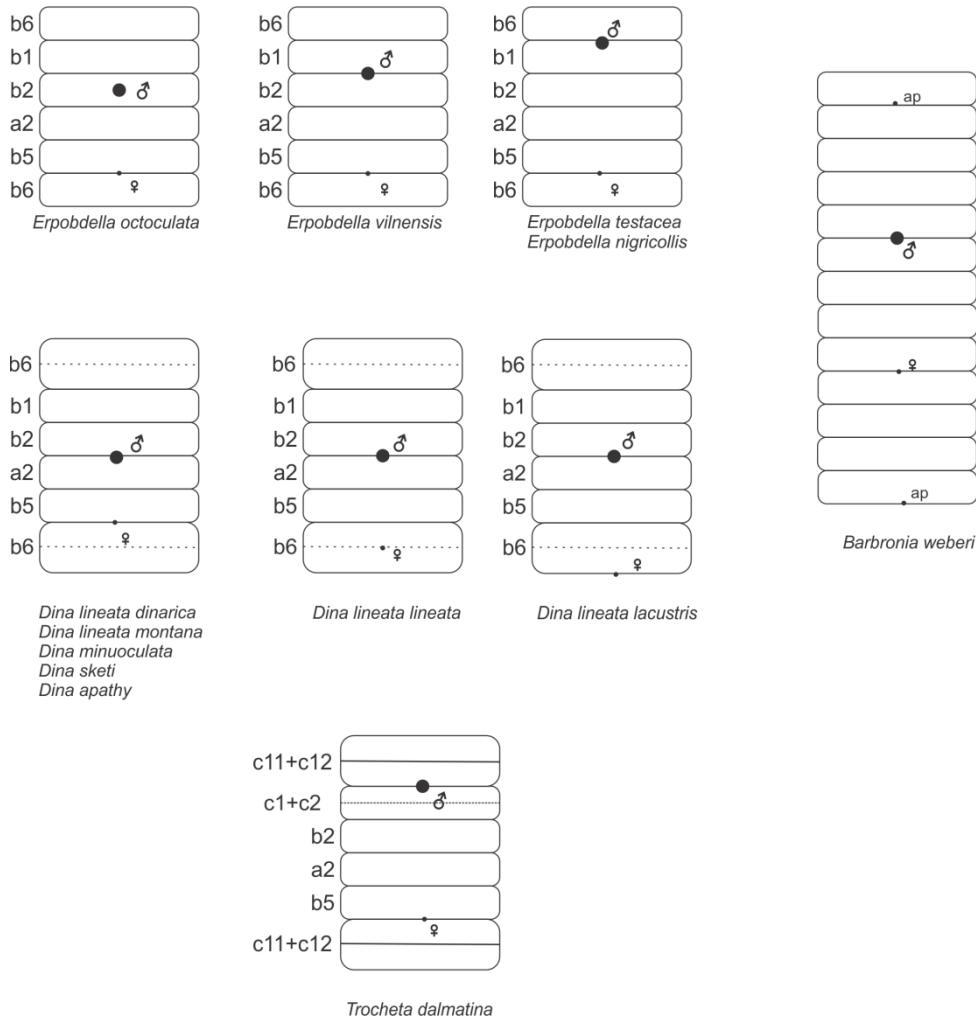 b6
b1
b2 ♂
a2
b5
b6 ♀
Erpobdella octoculata
b6
b1 ♂
b2
a2
b5
b6 ♀
Erpobdella vilnensis
b6 ♂
b1
b2
a2
b5
b6 ♀
Erpobdella testacea
Erpobdella nigricollis
ap
♂
♀
ap
Barbronia weberi
b6
b1
b2 ♂
a2
b5
b6 ♀
Dina lineata dinarica
Dina lineata montana
Dina minuoculata
Dina sketi
Dina apathy
b6
b1
b2 ♂
a2
b5
b6 ♀
Dina lineata lineata
b6
b1
b2 ♂
a2
b5
b6 ♀
Dina lineata lacustris
c11+c12
c1+c2 ♂
b2
a2
b5
c11+c12 ♀
Trocheta dalmatina